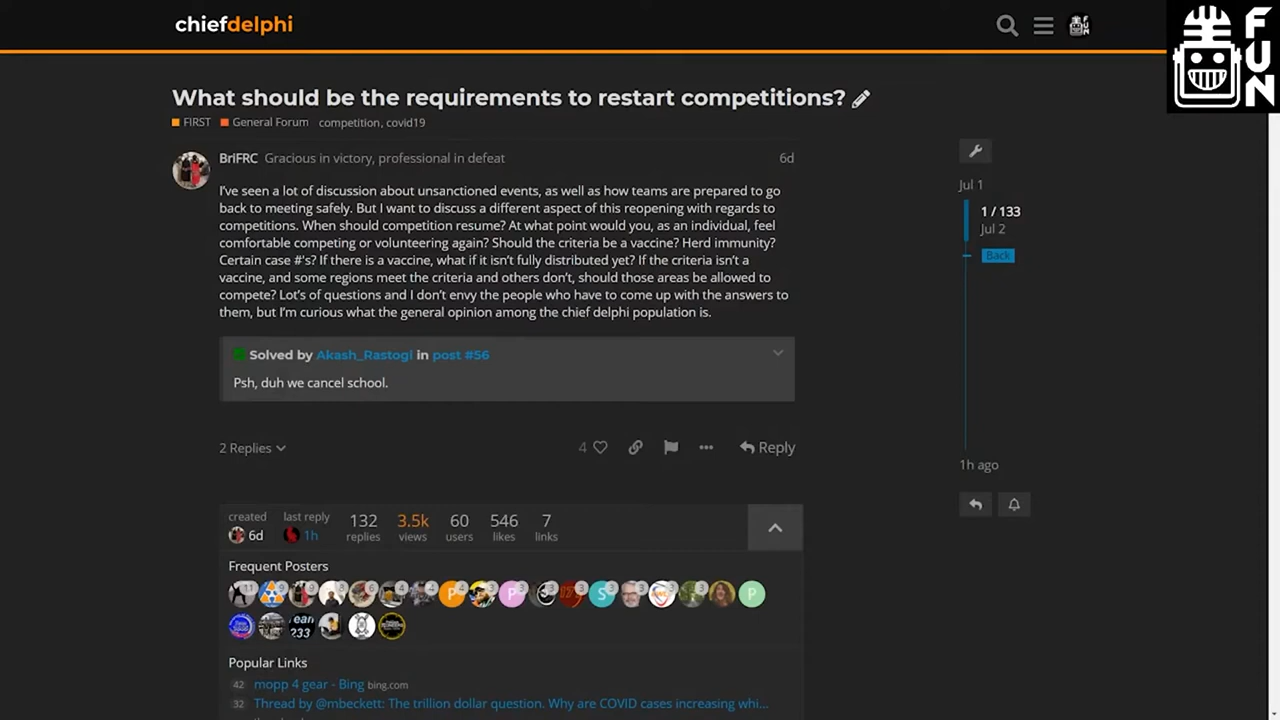 chiefdelphi
FUN
What should be the requirements to restart competitions?
FIRST General Forum competition, covid19
BriFRC Gracious in victory, professional in defeat 6d
I've seen a lot of discussion about unsanctioned events, as well as how teams are prepared to go
back to meeting safely. But I want to discuss a different aspect of this reopening with regards to
competitions. When should competition resume? At what point would you, as an individual, feel
comfortable competing or volunteering again? Should the criteria be a vaccine? Herd immunity?
Certain case #'s? If there is a vaccine, what if it isn't fully distributed yet? If the criteria isn't a
vaccine, and some regions meet the criteria and others don't, should those areas be allowed to
compete? Lot's of questions and I don't envy the people who have to come up with the answers to
them, but I'm curious what the general opinion among the chief delphi population is.
Solved by Akash_Rastogi in post #56
Psh, duh we cancel school.
2 Replies 4 Reply
Jul 1
1 / 133
Jul 2
Back
1h ago
created last reply 132 3.5k 60 546 7
6d 1h replies views users likes links
Frequent Posters
P S P
233
Popular Links
42 mopp 4 gear - Bing bing.com
32 Thread by @mbeckett: The trillion dollar question. Why are COVID cases increasing whi...